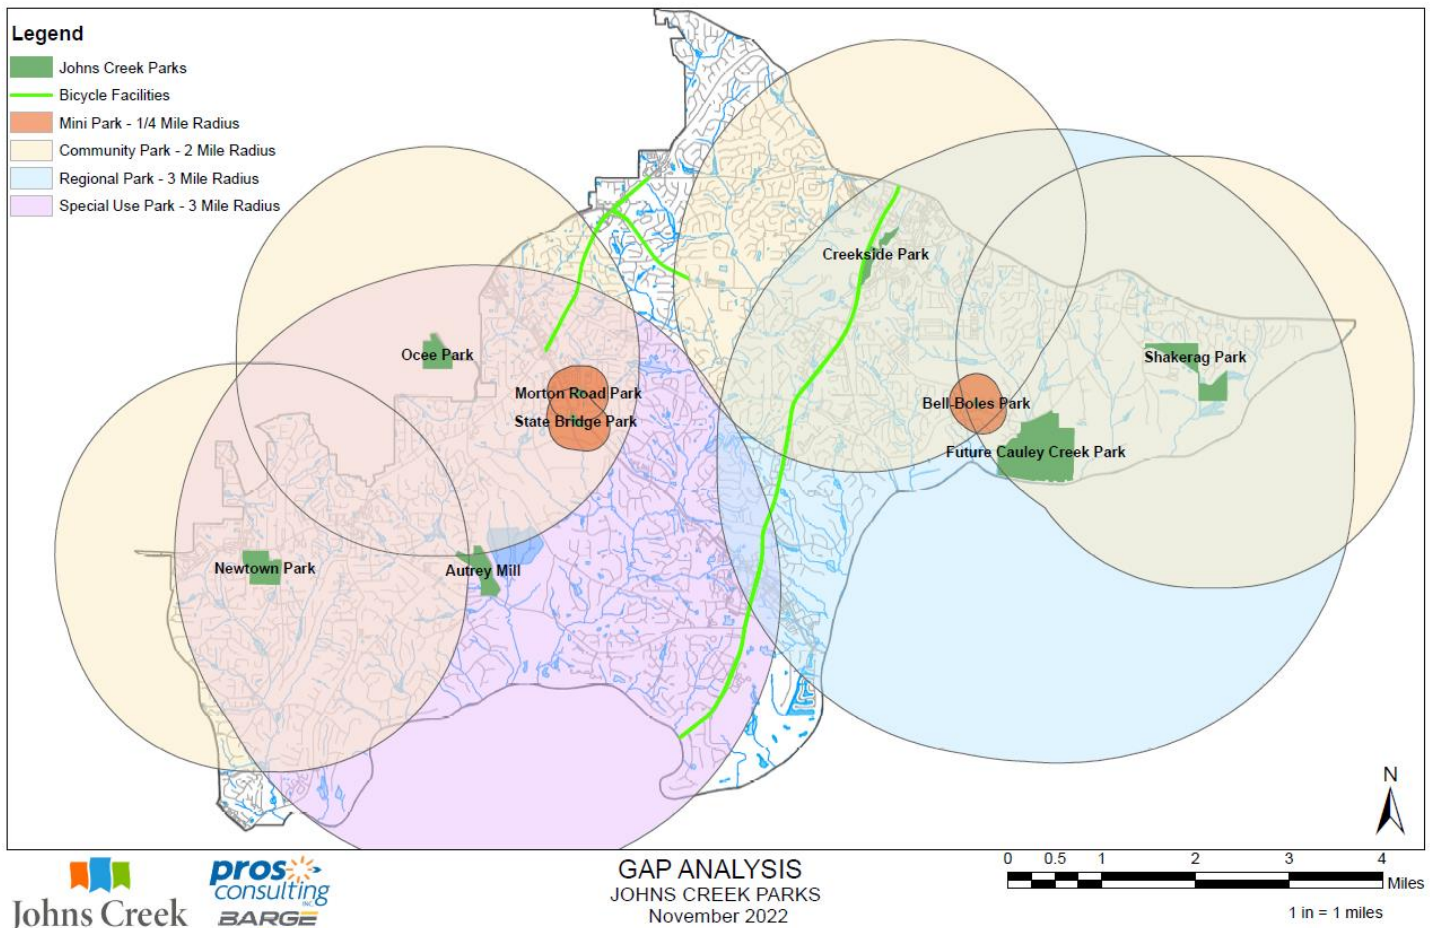 Legend
Johns Creek Parks
Bicycle Facilities
Mini Park - 1/4 Mile Radius
Community Park - 2 Mile Radius
Regional Park - 3 Mile Radius
Special Use Park - 3 Mile Radius
Creekside Park
Ocee Park
Shakerag Park
Morton Road Park
Bell-Boles Park
State Bridge Park
Future Cauley Creek Park
Newtown Park
Autrey Mill
N
Johns Creek
pros
consulting
INC.
BARGE
GAP ANALYSIS
JOHNS CREEK PARKS
November 2022
0 0.5 1 2 3 4
Miles
1 in = 1 miles